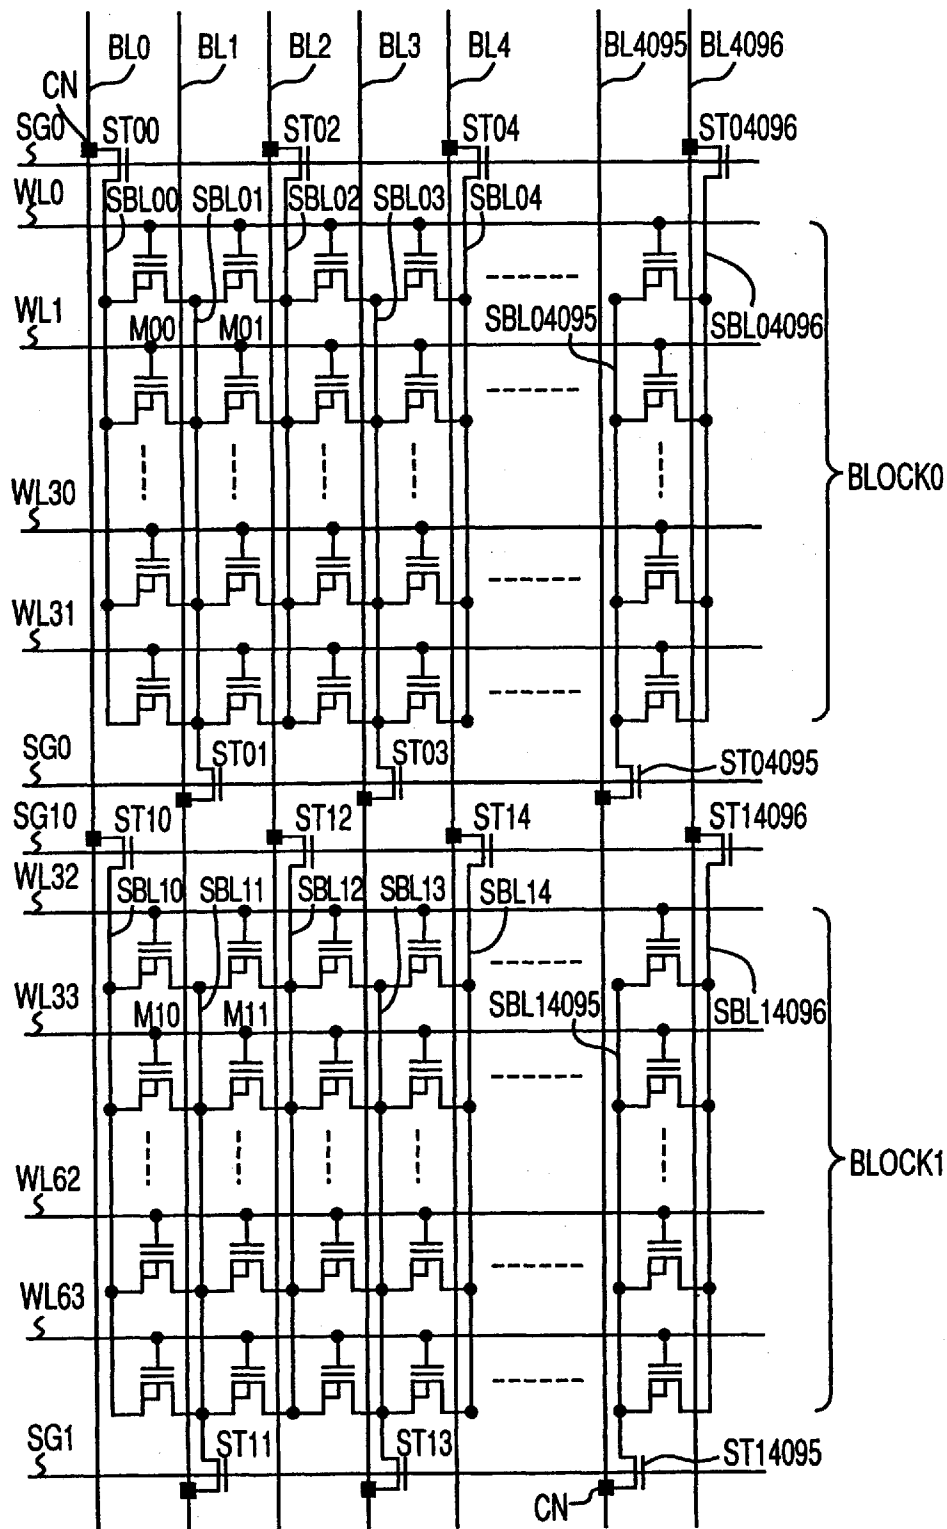 BL0 BL1 BL2 BL3 BL4 BL4095 BL4096
CN
SG0 ST00 ST02 ST04 ST04096
WL0 SBL00 SBL01 SBL02 SBL03 SBL04
WL1 M00 M01 SBL04095 SBL04096
WL30 BLOCK0
WL31
SG0 ST01 ST03 ST04095
SG10 ST10 ST12 ST14 ST14096
WL32 SBL10 SBL11 SBL12 SBL13 SBL14
WL33 M10 M11 SBL14095 SBL14096
WL62 BLOCK1
WL63
SG1 ST11 ST13 ST14095
CN